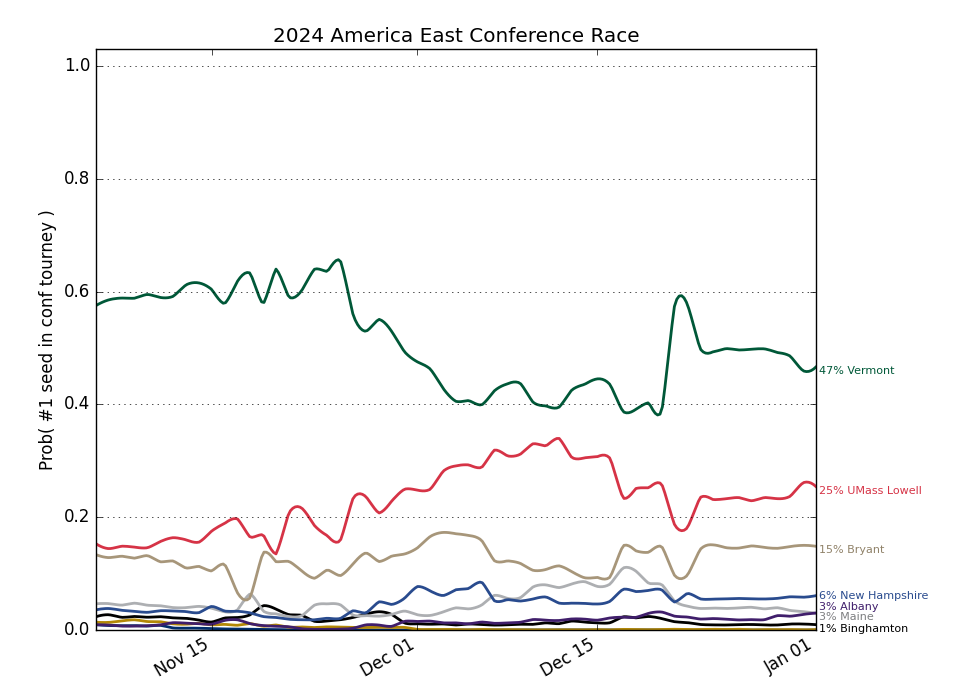 2024 America East Conference Race
Prob( #1 seed in conf tourney )
1.0
0.8
0.6
0.4
0.2
0.0
47% Vermont
25% UMass Lowell
15% Bryant
6% New Hampshire
3% Albany
3% Maine
1% Binghamton
Nov 15
Dec 01
Dec 15
Jan 01